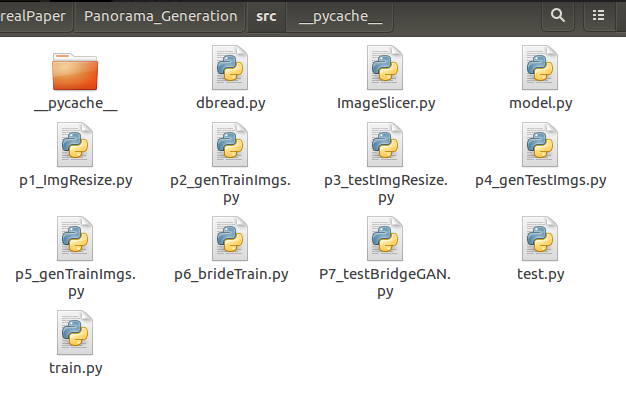 realPaper Panorama_Generation src __pycache__
__pycache__ dbread.py ImageSlicer.py model.py
p1_ImgResize.py p2_genTrainImgs. p3_testImgResize. p4_genTestImgs.py
py py
p5_genTrainImgs. p6_brideTrain.py P7_testBridgeGAN. test.py
py py
train.py